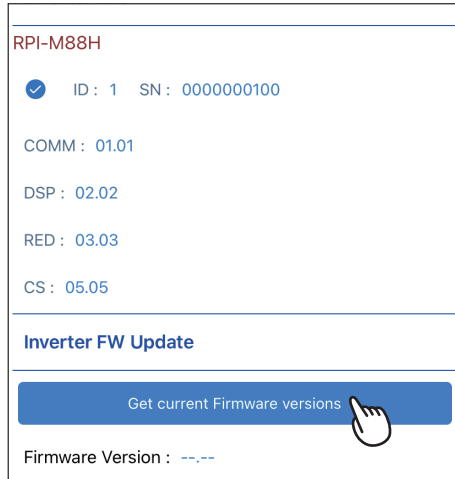 RPI-M88H
ID : 1 SN : 0000000100
COMM : 01.01
DSP : 02.02
RED : 03.03
CS : 05.05
Inverter FW Update
Get current Firmware versions
Firmware Version : --.--